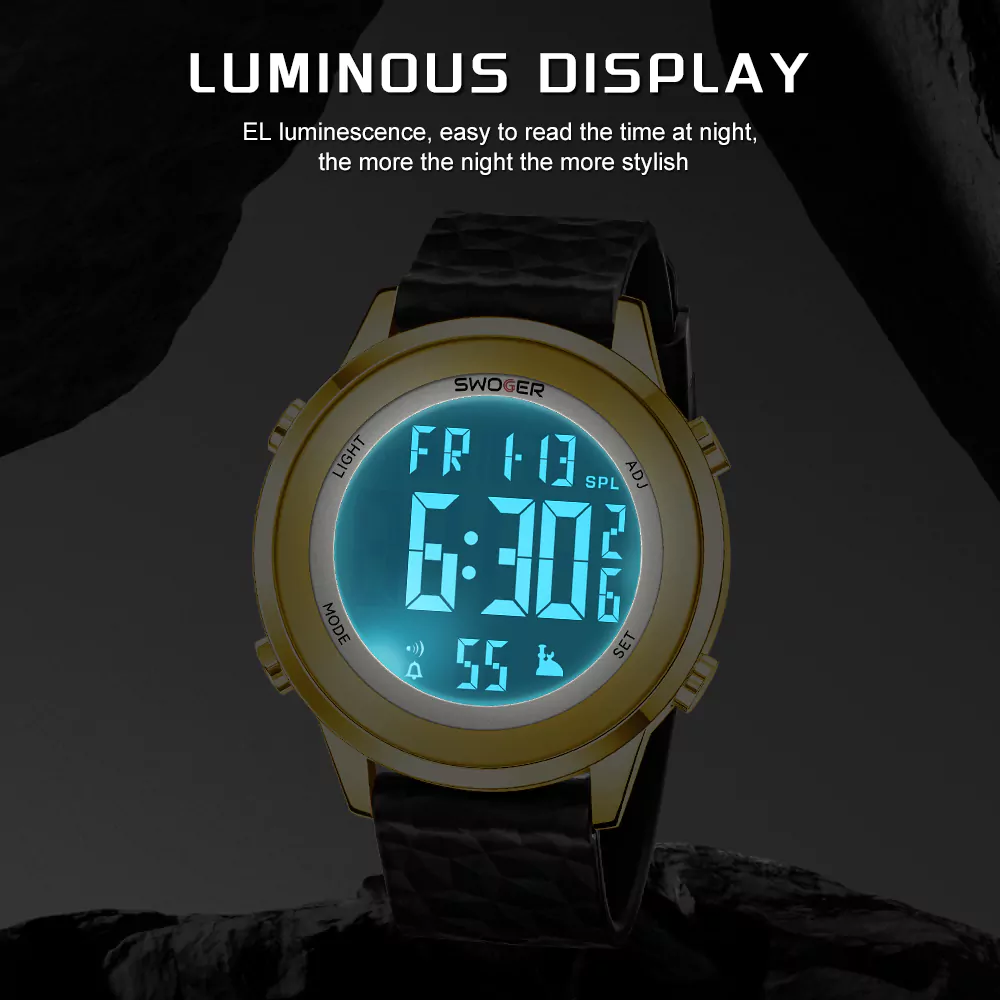 LUMINOUS DISPLAY
EL luminescence, easy to read the time at night,
the more the night the more stylish
SWOGER
LIGHT
ADJ
FR 1-13
SPL
6:30 26
55
MODE
SET